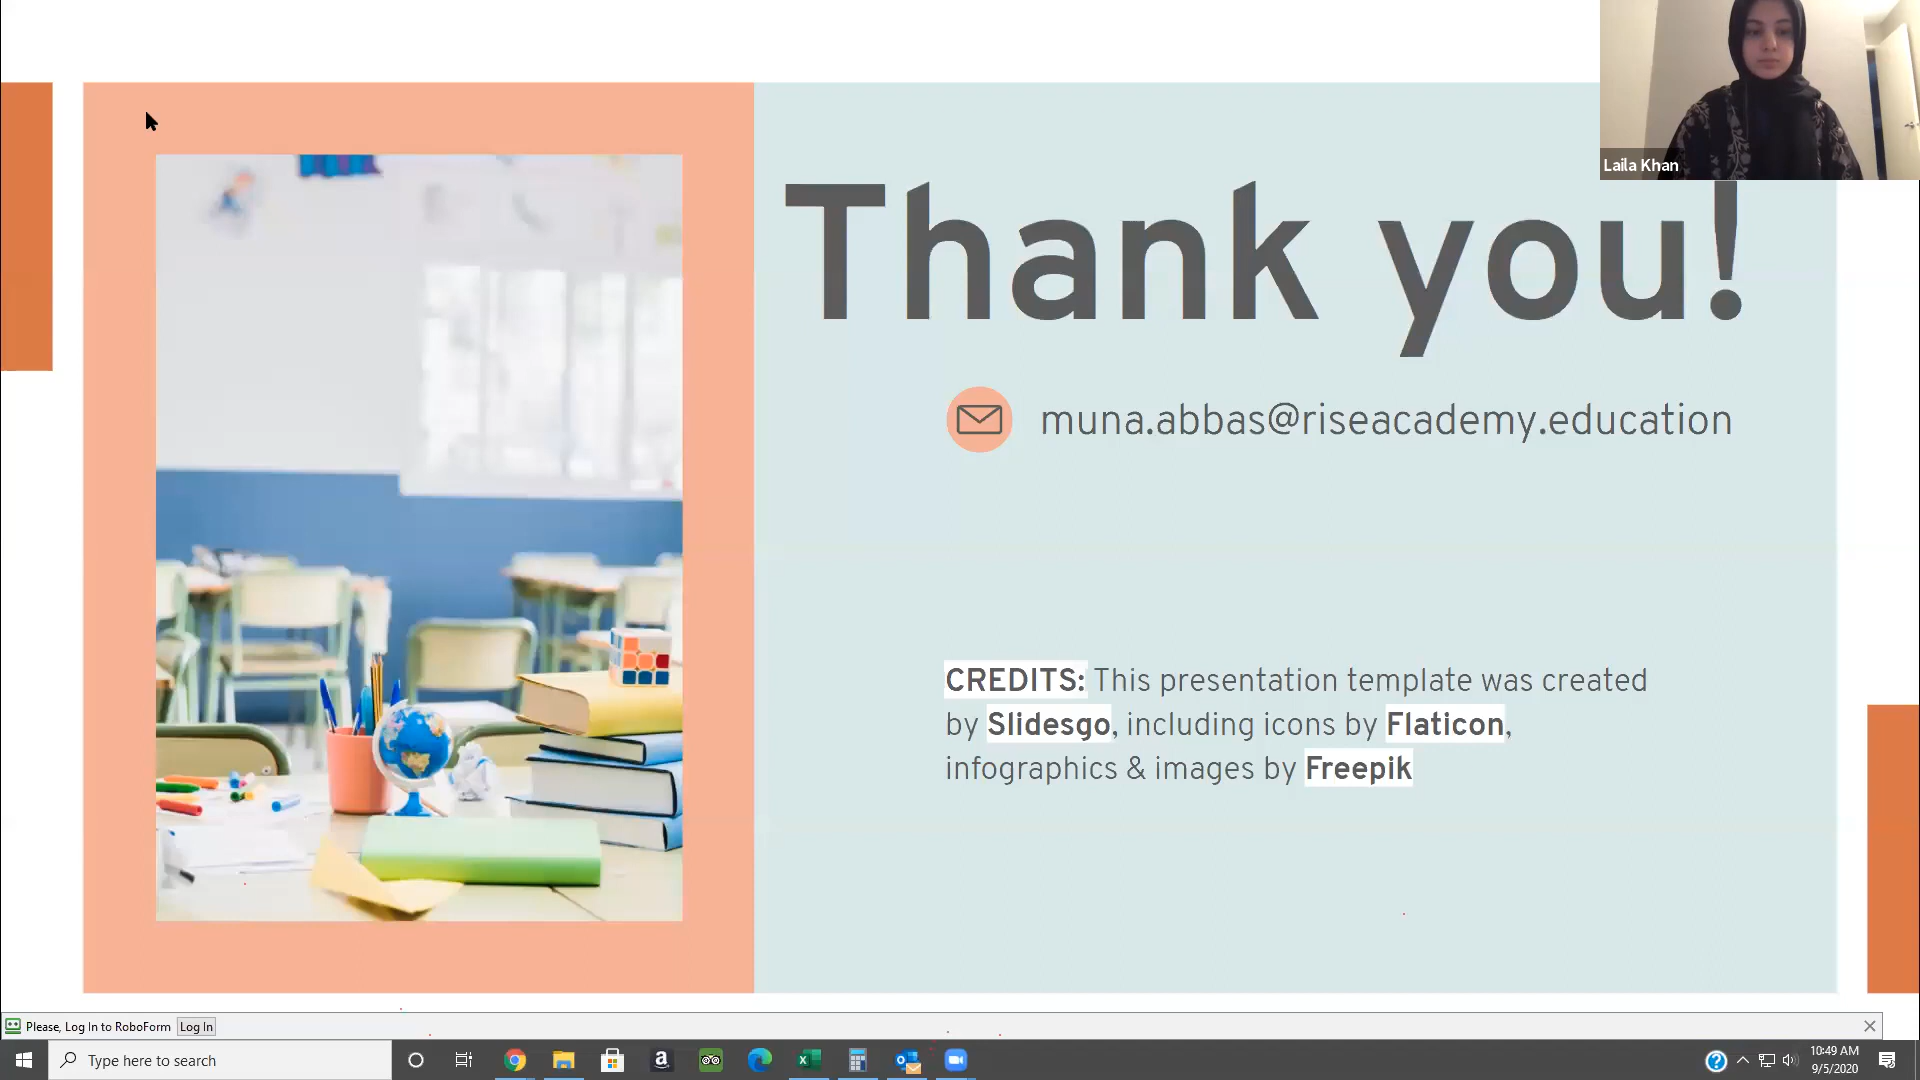 Laila Khan
Thank you!
muna.abbas@riseacademy.education
CREDITS: This presentation template was created
by Slidesgo, including icons by Flaticon,
infographics & images by Freepik
Please, Log In to RoboForm Log In
Type here to search
10:49 AM
9/5/2020